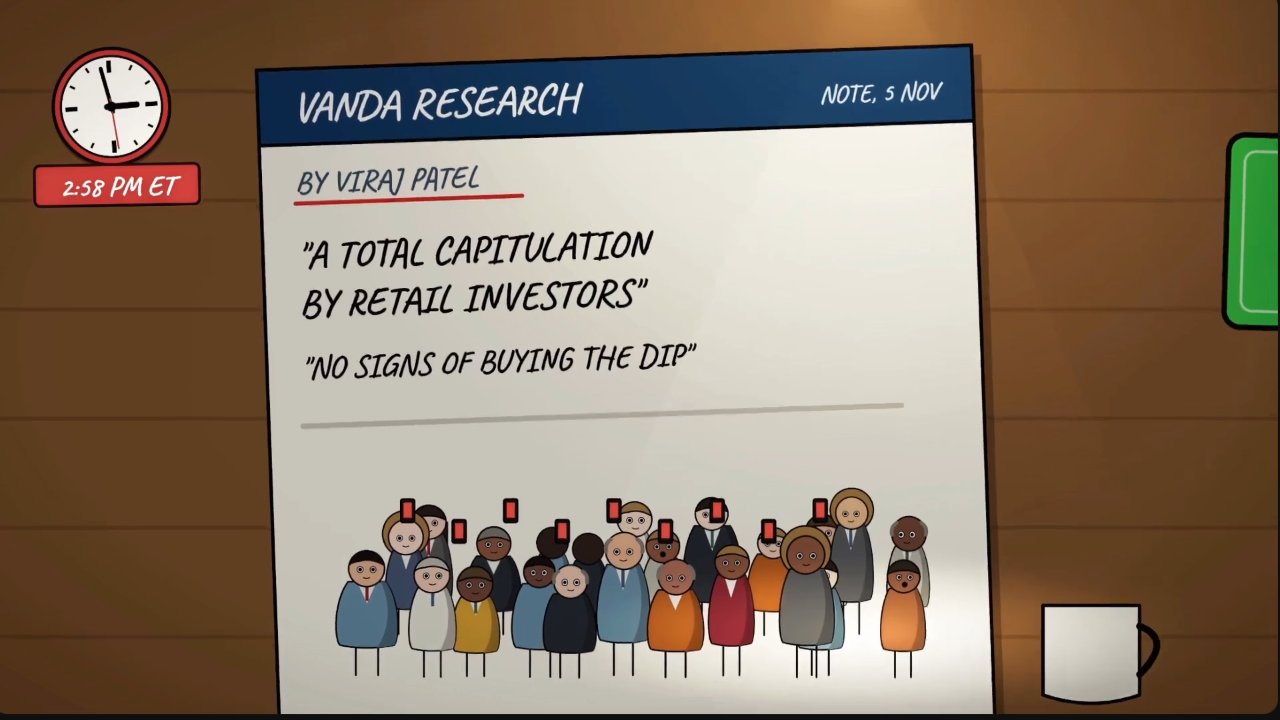 VANDA RESEARCH
NOTE, 5 NOV
2:58 PM ET
BY VIRAJ PATEL
"A TOTAL CAPITULATION
BY RETAIL INVESTORS"
"NO SIGNS OF BUYING THE DIP"